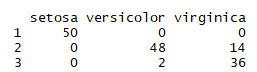 setosa versicolor virginica
1 50 0 0
2 0 48 14
3 0 2 36